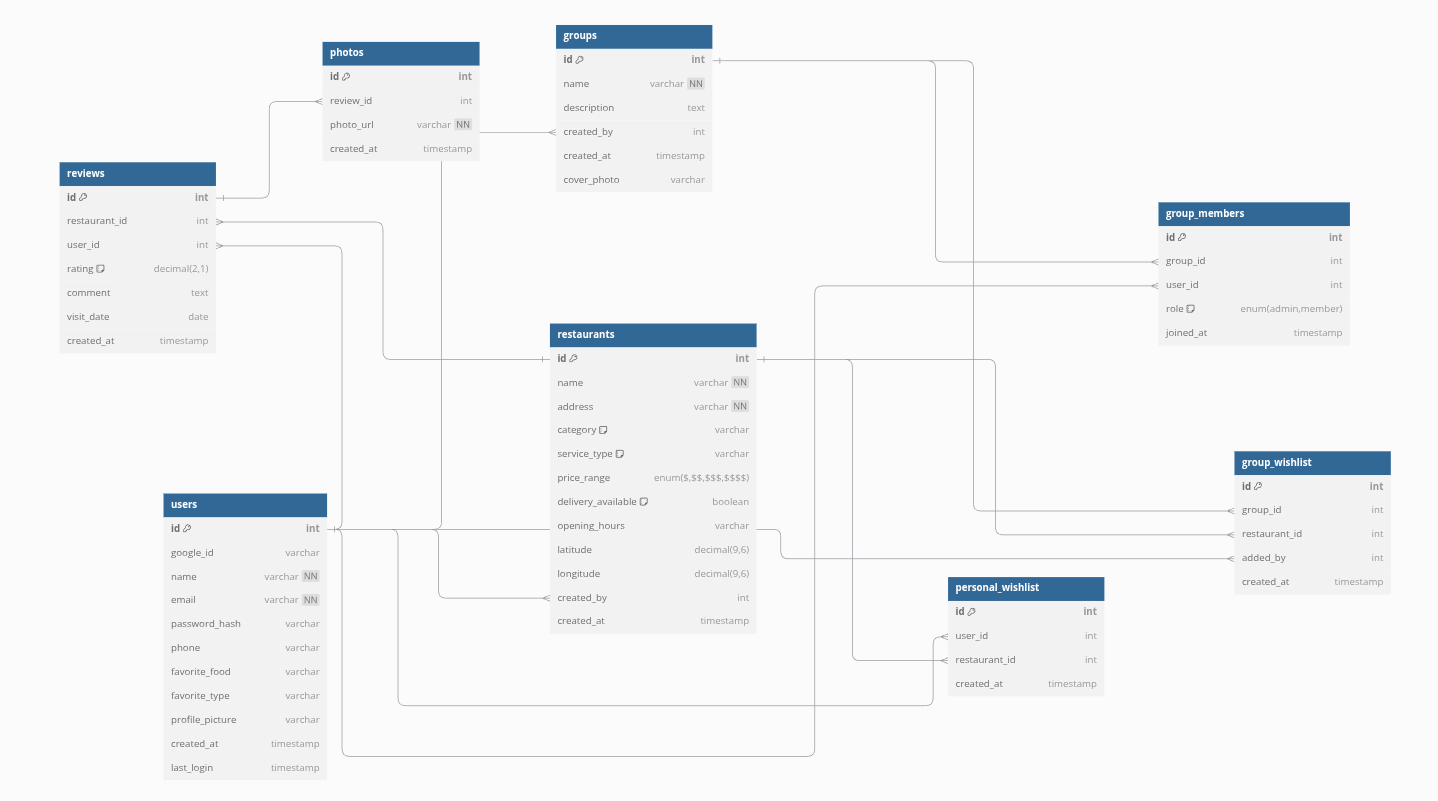 groups
id int
name varchar NN
description text
created_by int
created_at timestamp
cover_photo varchar
photos
id int
review_id int
photo_url varchar NN
created_at timestamp
reviews
id int
restaurant_id int
user_id int
rating decimal(2,1)
comment text
visit_date date
created_at timestamp
group_members
id int
group_id int
user_id int
role enum(admin,member)
joined_at timestamp
restaurants
id int
name varchar NN
address varchar NN
category varchar
service_type varchar
price_range enum($,$$,$$$,$$$$)
delivery_available boolean
opening_hours varchar
latitude decimal(9,6)
longitude decimal(9,6)
created_by int
created_at timestamp
group_wishlist
id int
group_id int
restaurant_id int
added_by int
created_at timestamp
users
id int
google_id varchar
name varchar NN
email varchar NN
password_hash varchar
phone varchar
favorite_food varchar
favorite_type varchar
profile_picture varchar
created_at timestamp
last_login timestamp
personal_wishlist
id int
user_id int
restaurant_id int
created_at timestamp